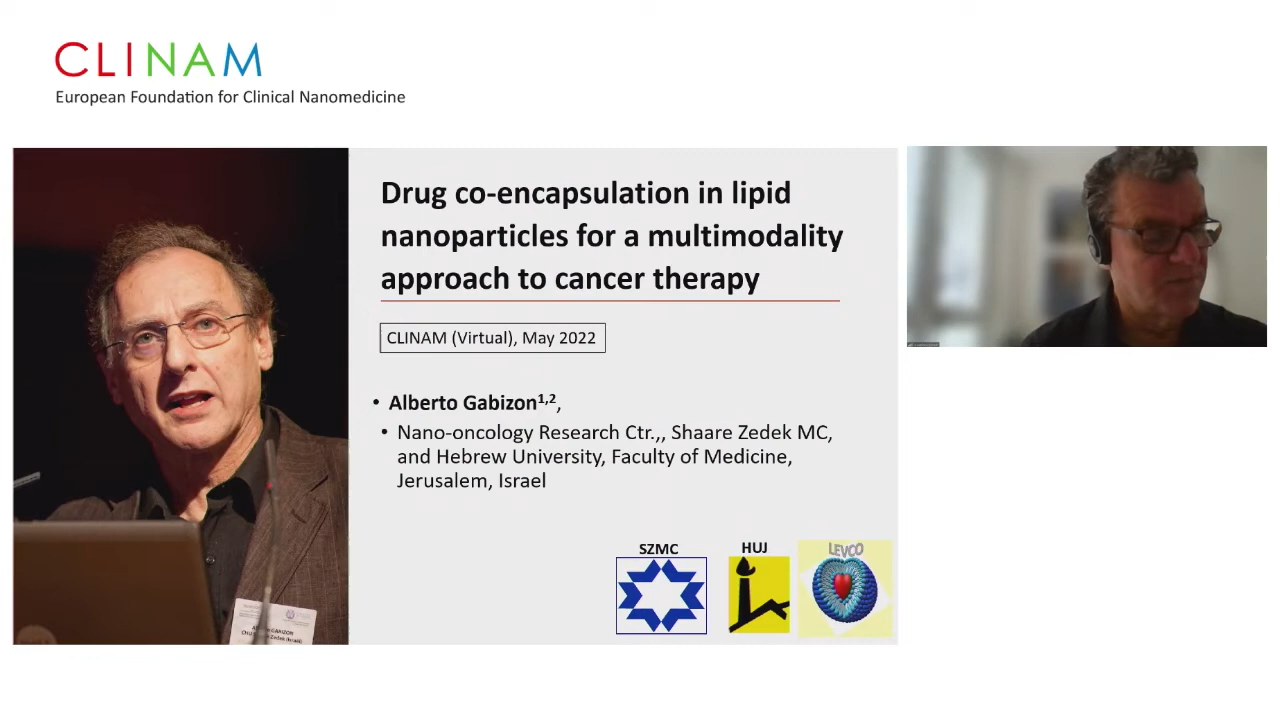 CLINAM
European Foundation for Clinical Nanomedicine
Drug co-encapsulation in lipid
nanoparticles for a multimodality
approach to cancer therapy
CLINAM (Virtual), May 2022
• Alberto Gabizon¹,²,
• Nano-oncology Research Ctr.,, Shaare Zedek MC,
and Hebrew University, Faculty of Medicine,
Jerusalem, Israel
SZMC
HUJ
LEVCO
GABIZON